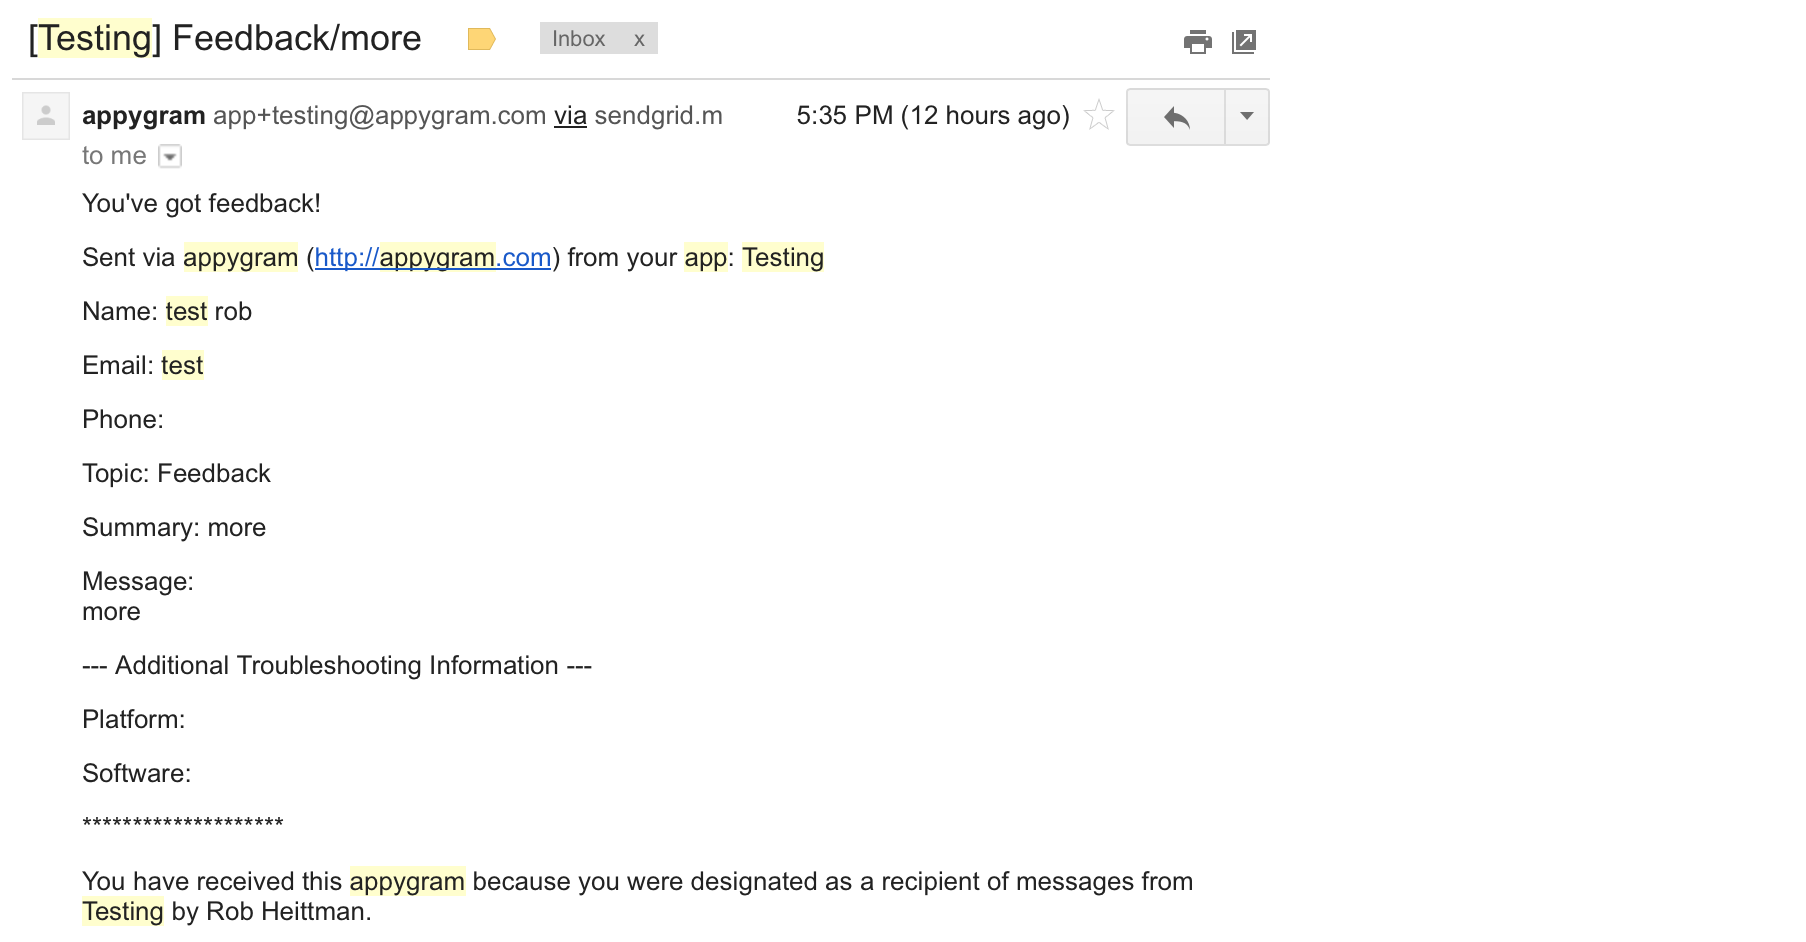 [Testing] Feedback/more Inbox x
appygram app+testing@appygram.com via sendgrid.m 5:35 PM (12 hours ago)
to me
You've got feedback!
Sent via appygram (http://appygram.com) from your app: Testing
Name: test rob
Email: test
Phone:
Topic: Feedback
Summary: more
Message:
more
--- Additional Troubleshooting Information ---
Platform:
Software:
********************
You have received this appygram because you were designated as a recipient of messages from
Testing by Rob Heittman.